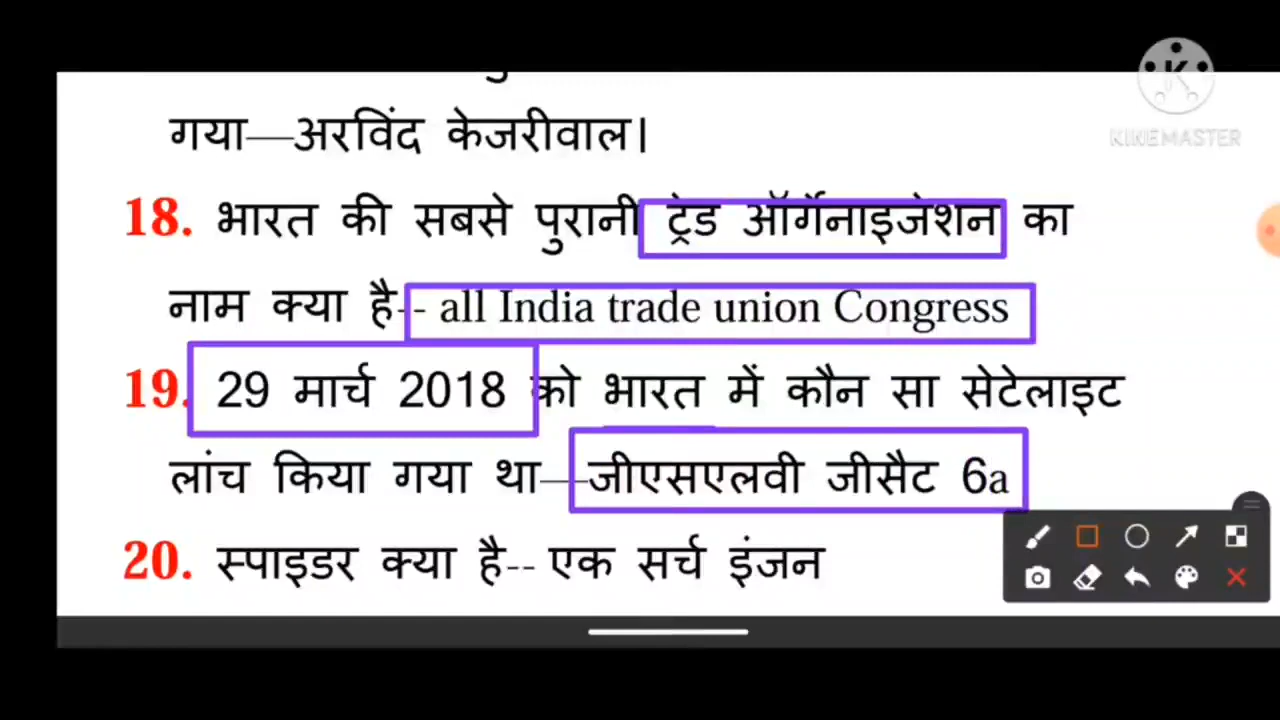 KINEMASTER
गया—अरविंद केजरीवाल।
18. भारत की सबसे पुरानी ट्रेड ऑर्गेनाइजेशन का
नाम क्या है-- all India trade union Congress
19. 29 मार्च 2018 को भारत में कौन सा सेटेलाइट
लांच किया गया था—जीएसएलवी जीसैट 6a
20. स्पाइडर क्या है-- एक सर्च इंजन